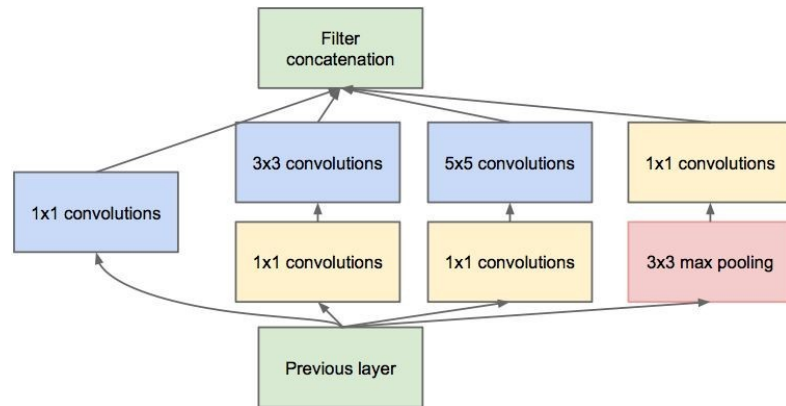 Filter
concatenation
3x3 convolutions
5x5 convolutions
1x1 convolutions
1x1 convolutions
1x1 convolutions
1x1 convolutions
3x3 max pooling
Previous layer